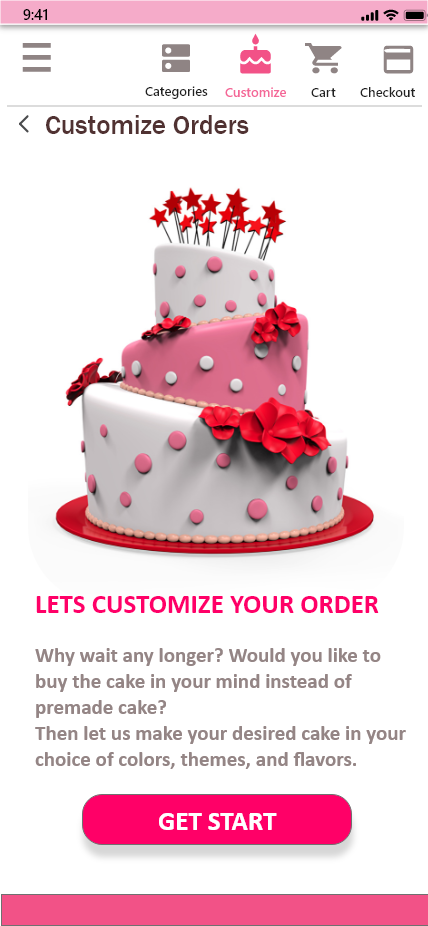 9:41
Categories
Customize
Cart
Checkout
Customize Orders
LETS CUSTOMIZE YOUR ORDER
Why wait any longer? Would you like to
buy the cake in your mind instead of
premade cake?
Then let us make your desired cake in your
choice of colors, themes, and flavors.
GET START